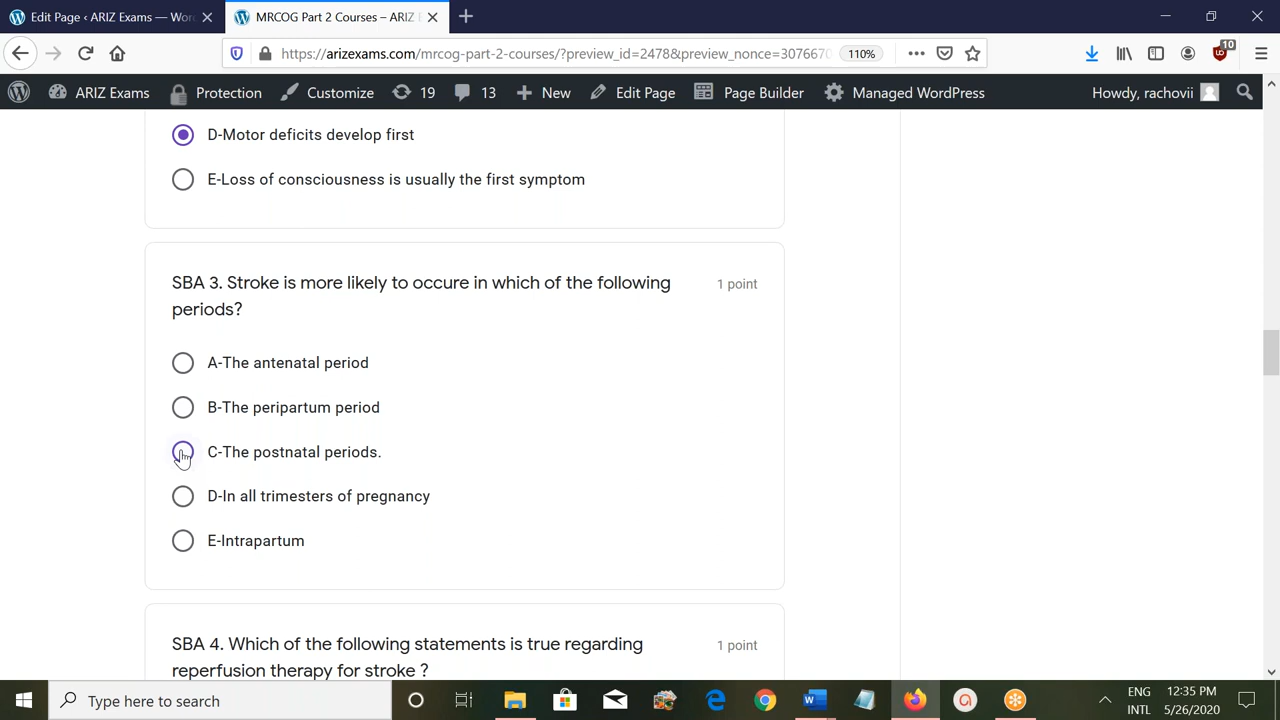 Edit Page ‹ ARIZ Exams — Wor
MRCOG Part 2 Courses – ARIZ E
https://arizexams.com/mrcog-part-2-courses/?preview_id=2478&preview_nonce=3076670
110%
10
ARIZ Exams
Protection
Customize
19
13
New
Edit Page
Page Builder
Managed WordPress
Howdy, rachovii
D-Motor deficits develop first
E-Loss of consciousness is usually the first symptom
SBA 3. Stroke is more likely to occure in which of the following
periods?
1 point
A-The antenatal period
B-The peripartum period
C-The postnatal periods.
D-In all trimesters of pregnancy
E-Intrapartum
SBA 4. Which of the following statements is true regarding
reperfusion therapy for stroke ?
1 point
Type here to search
ENG
INTL
12:35 PM
5/26/2020